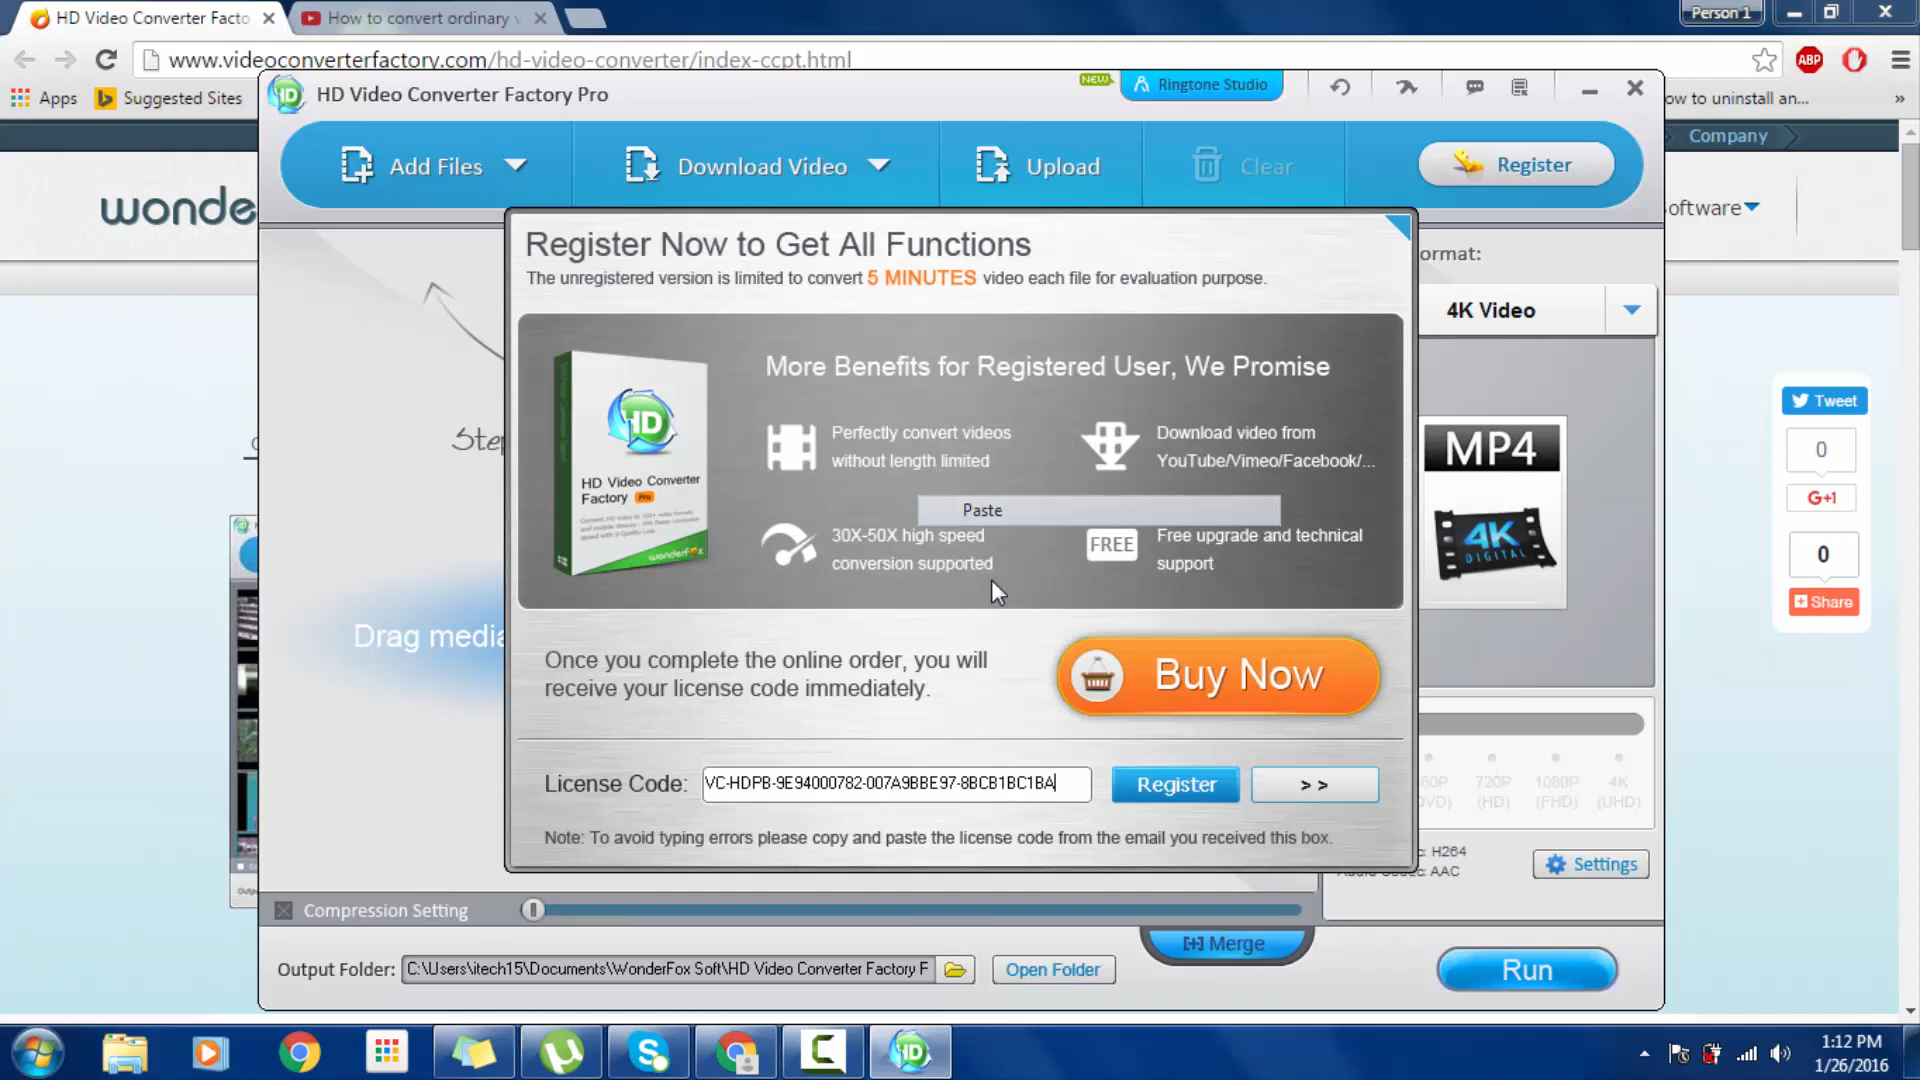 HD Video Converter Facto
How to convert ordinary v
Person 1
www.videoconverterfactory.com/hd-video-converter/index-ccpt.html
ABP
Apps
Suggested Sites
ow to uninstall an...
»
HD Video Converter Factory Pro
NEW
Ringtone Studio
Company
Add Files
Download Video
Upload
Clear
Register
wonde
oftware
Register Now to Get All Functions
The unregistered version is limited to convert 5 MINUTES video each file for evaluation purpose.
ormat:
4K Video
More Benefits for Registered User, We Promise
Perfectly convert videos
without length limited
Download video from
YouTube/Vimeo/Facebook/...
HD
HD Video Converter
Factory Pro
wonderfox
Paste
30X-50X high speed
conversion supported
FREE
Free upgrade and technical
support
MP4
4K
DIGITAL
Tweet
0
G+1
0
Share
Step
Drag media
Once you complete the online order, you will
receive your license code immediately.
Buy Now
License Code:
VC-HDPB-9E94000782-007A9BBE97-8BCB1BC1BA
Register
>>
Note: To avoid typing errors please copy and paste the license code from the email you received this box.
80P
VD)
720P
(HD)
1080P
(FHD)
4K
(UHD)
: H264
Audio Codec: AAC
Settings
Compression Setting
Merge
Output Folder:
C:\Users\itech15\Documents\WonderFox Soft\HD Video Converter Factory F
Open Folder
Run
1:12 PM
1/26/2016